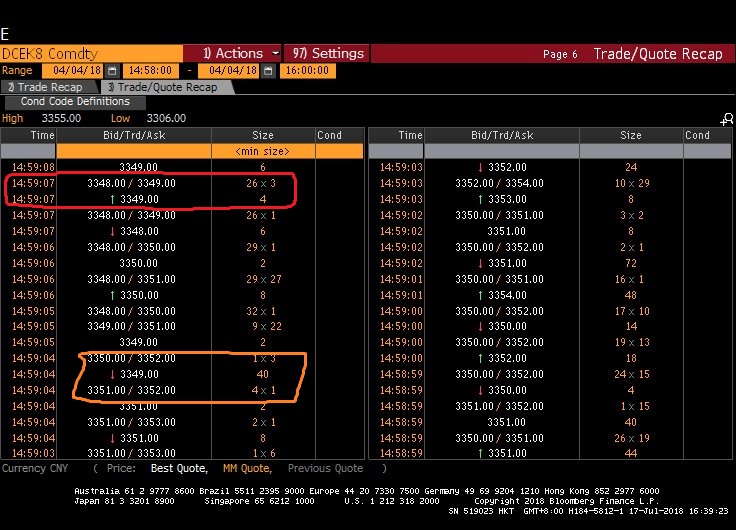 E
DCEK8 Comdty 1) Actions 97) Settings Page 6 Trade/Quote Recap
Range 04/04/18 14:58:00 - 04/04/18 16:00:00
2) Trade Recap 3) Trade/Quote Recap
Cond Code Definitions
High 3355.00 Low 3306.00
Time Bid/Trd/Ask Size Cond Time Bid/Trd/Ask Size Cond
<min size>
14:59:08 3349.00 6 14:59:03 ↓ 3352.00 24
14:59:07 3348.00 / 3349.00 26 x 3 14:59:03 3352.00 / 3354.00 10 x 29
14:59:07 ↑ 3349.00 4 14:59:03 ↑ 3353.00 8
14:59:07 3348.00 / 3349.00 26 x 1 14:59:02 3350.00 / 3351.00 3 x 2
14:59:07 ↓ 3348.00 6 14:59:02 3351.00 8
14:59:06 3348.00 / 3350.00 29 x 1 14:59:02 3350.00 / 3352.00 2 x 1
14:59:06 3350.00 2 14:59:02 ↓ 3351.00 72
14:59:06 3348.00 / 3351.00 29 x 27 14:59:01 3350.00 / 3351.00 16 x 1
14:59:06 ↑ 3350.00 8 14:59:01 ↑ 3354.00 48
14:59:05 3348.00 / 3350.00 32 x 1 14:59:00 3350.00 / 3352.00 17 x 10
14:59:05 3349.00 / 3351.00 9 x 22 14:59:00 ↓ 3350.00 14
14:59:05 3349.00 2 14:59:00 3350.00 / 3352.00 19 x 13
14:59:04 3350.00 / 3352.00 1 x 3 14:59:00 ↑ 3352.00 18
14:59:04 ↓ 3349.00 40 14:58:59 3350.00 / 3352.00 24 x 15
14:59:04 3351.00 / 3352.00 4 x 1 14:58:59 ↓ 3350.00 4
14:59:04 3351.00 2 14:58:59 3350.00 / 3352.00 1 x 15
14:59:04 3351.00 / 3353.00 2 x 1 14:58:59 3351.00 40
14:59:04 ↓ 3351.00 8 14:58:59 3350.00 / 3351.00 26 x 19
14:59:03 3351.00 / 3353.00 1 x 6 14:58:59 ↑ 3351.00 44
Currency CNY ( Price: Best Quote, MM Quote, Previous Quote )
Australia 61 2 9777 8600 Brazil 5511 2395 9000 Europe 44 20 7330 7500 Germany 49 69 9204 1210 Hong Kong 852 2977 6000
Japan 81 3 3201 8900 Singapore 65 6212 1000 U.S. 1 212 318 2000 Copyright 2018 Bloomberg Finance L.P.
SN 519023 HKT GMT+8:00 H184-5812-1 17-Jul-2018 16:39:23